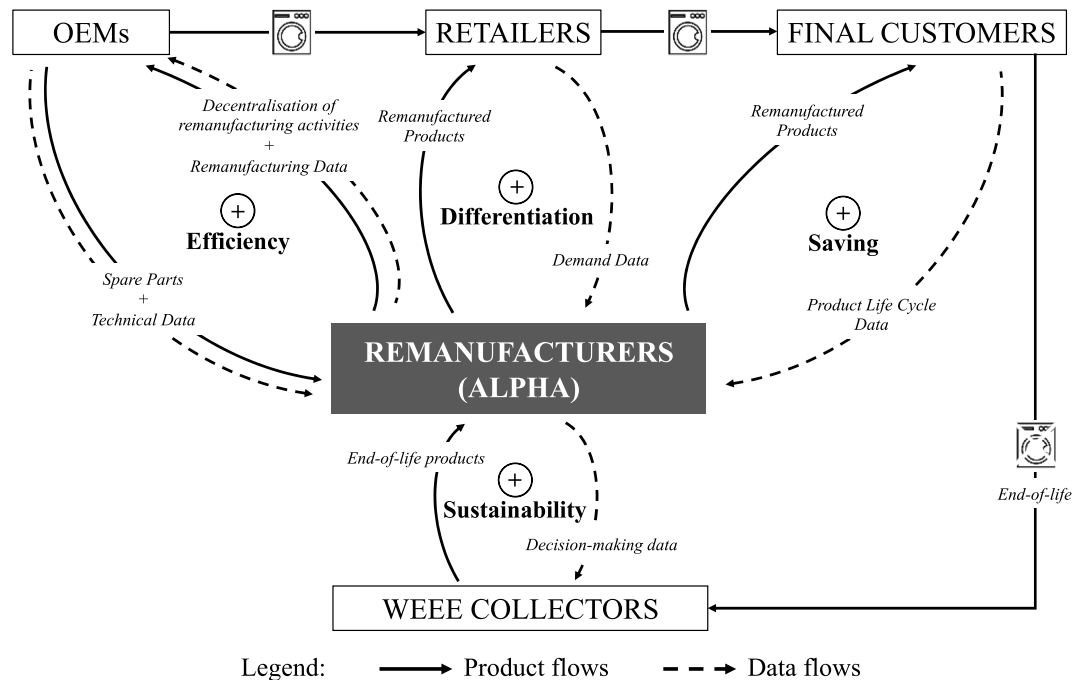 OEMs
RETAILERS
FINAL CUSTOMERS
Decentralisation of
remanufacturing activities
+
Remanufacturing Data
Remanufactured
Products
Remanufactured
Products
+
Efficiency
+
Differentiation
+
Saving
Demand Data
Spare Parts
+
Technical Data
Product Life Cycle
Data
REMANUFACTURERS
(ALPHA)
End-of-life products
+
Sustainability
End-of-life
Decision-making data
WEEE COLLECTORS
Legend:
Product flows
Data flows